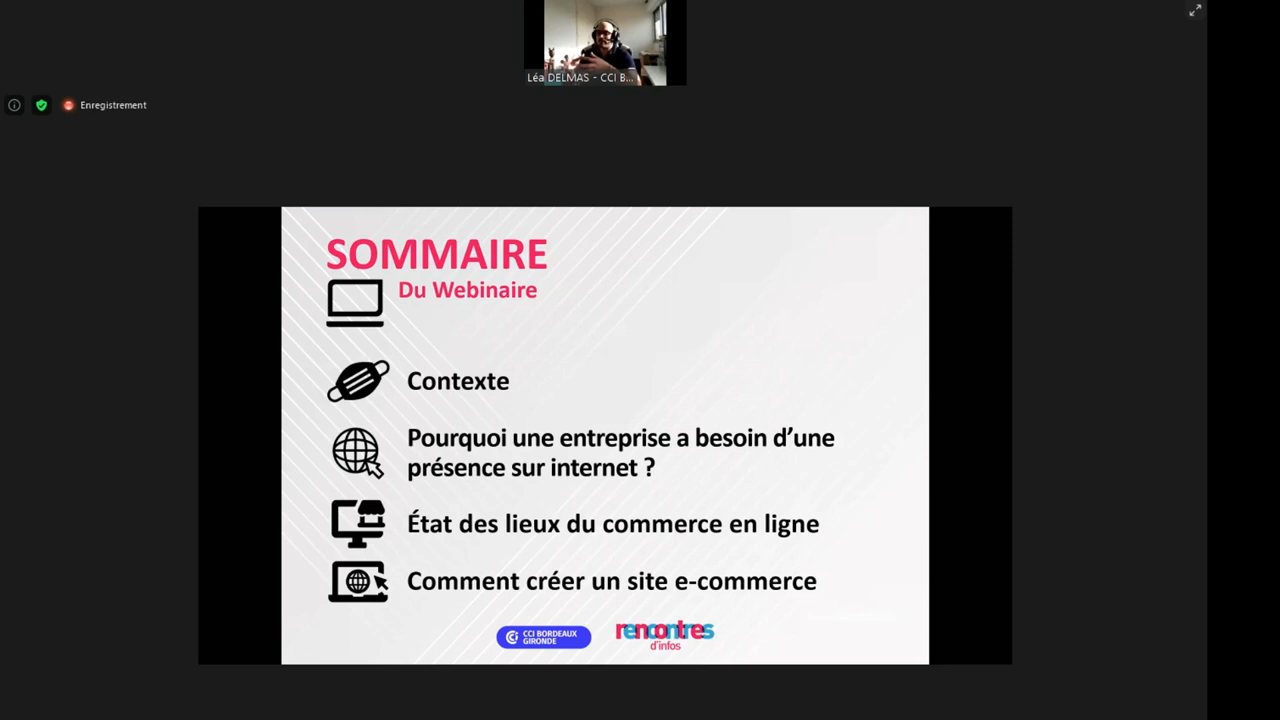 Léa DELMAS - CCI B...
Enregistrement
SOMMAIRE
Du Webinaire
Contexte
Pourquoi une entreprise a besoin d’une
présence sur internet ?
État des lieux du commerce en ligne
Comment créer un site e-commerce
CCI BORDEAUX
GIRONDE
rencontres
d'infos